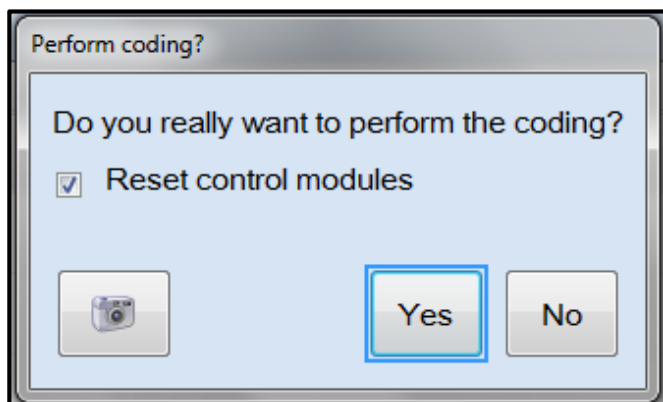 Perform coding?
Do you really want to perform the coding?
Reset control modules
Yes
No